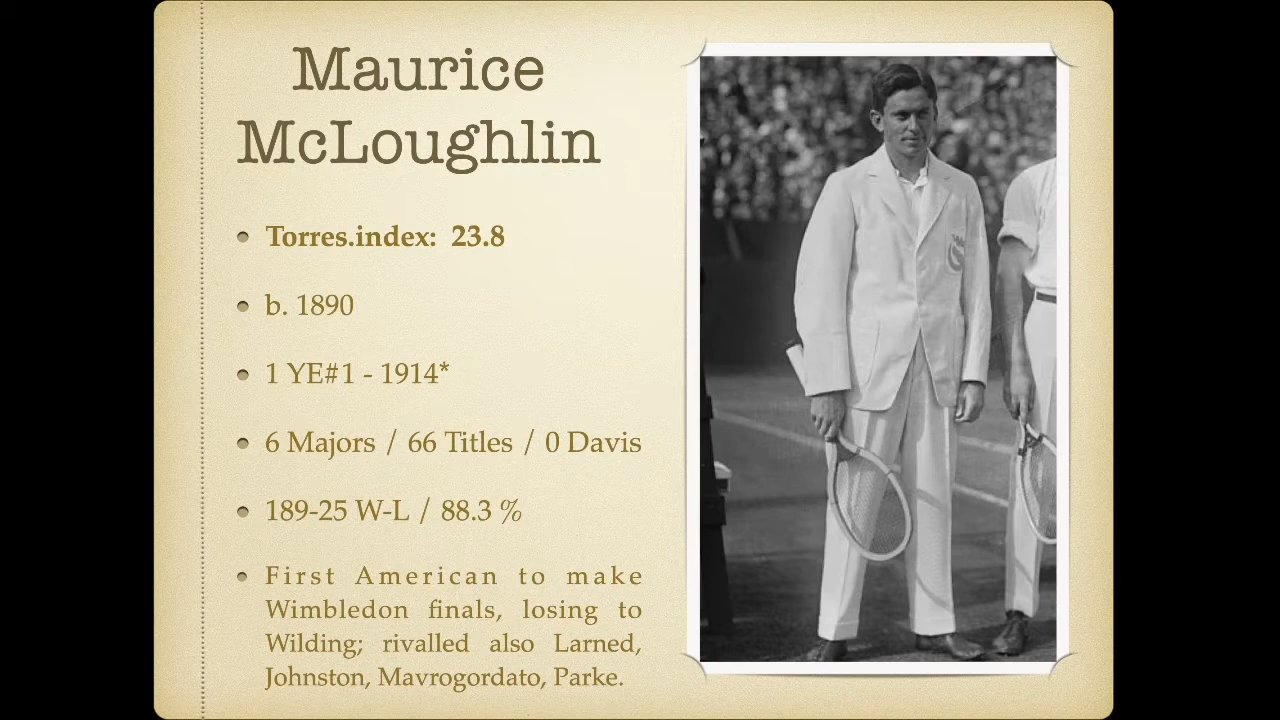 Maurice
McLoughlin
Torres.index: 23.8
b. 1890
1 YE#1 - 1914*
6 Majors / 66 Titles / 0 Davis
189-25 W-L / 88.3 %
First American to make
Wimbledon finals, losing to
Wilding; rivalled also Larned,
Johnston, Mavrogordato, Parke.